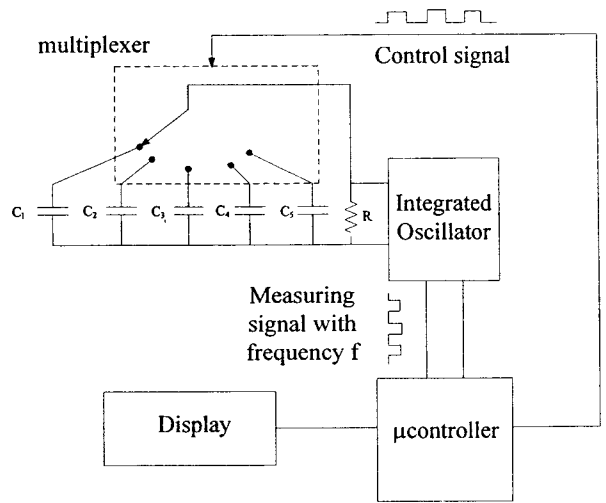 multiplexer
Control signal
C1
C2
C3
C4
C5
R
Integrated
Oscillator
Measuring
signal with
frequency f
Display
μcontroller